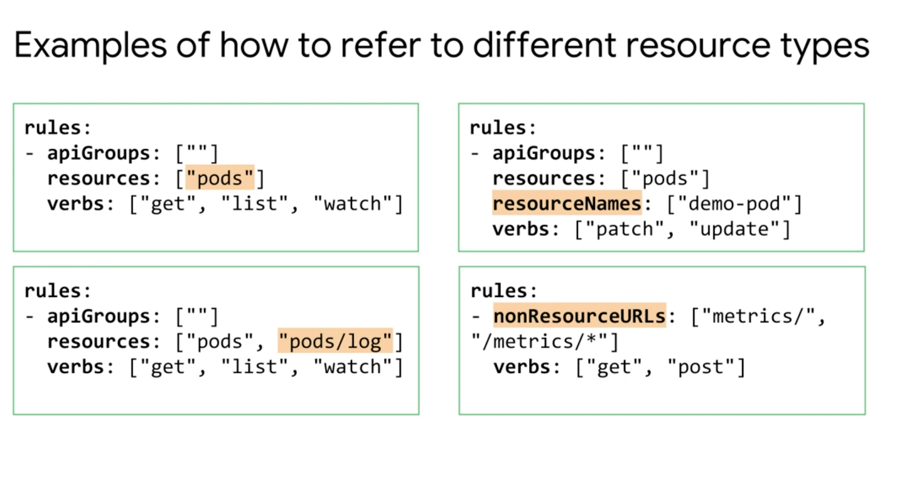 Examples of how to refer to different resource types
rules:
- apiGroups: [""]
  resources: ["pods"]
  verbs: ["get", "list", "watch"]
rules:
- apiGroups: [""]
  resources: ["pods"]
  resourceNames: ["demo-pod"]
  verbs: ["patch", "update"]
rules:
- apiGroups: [""]
  resources: ["pods", "pods/log"]
  verbs: ["get", "list", "watch"]
rules:
- nonResourceURLs: ["metrics/",
"/metrics/*"]
  verbs: ["get", "post"]